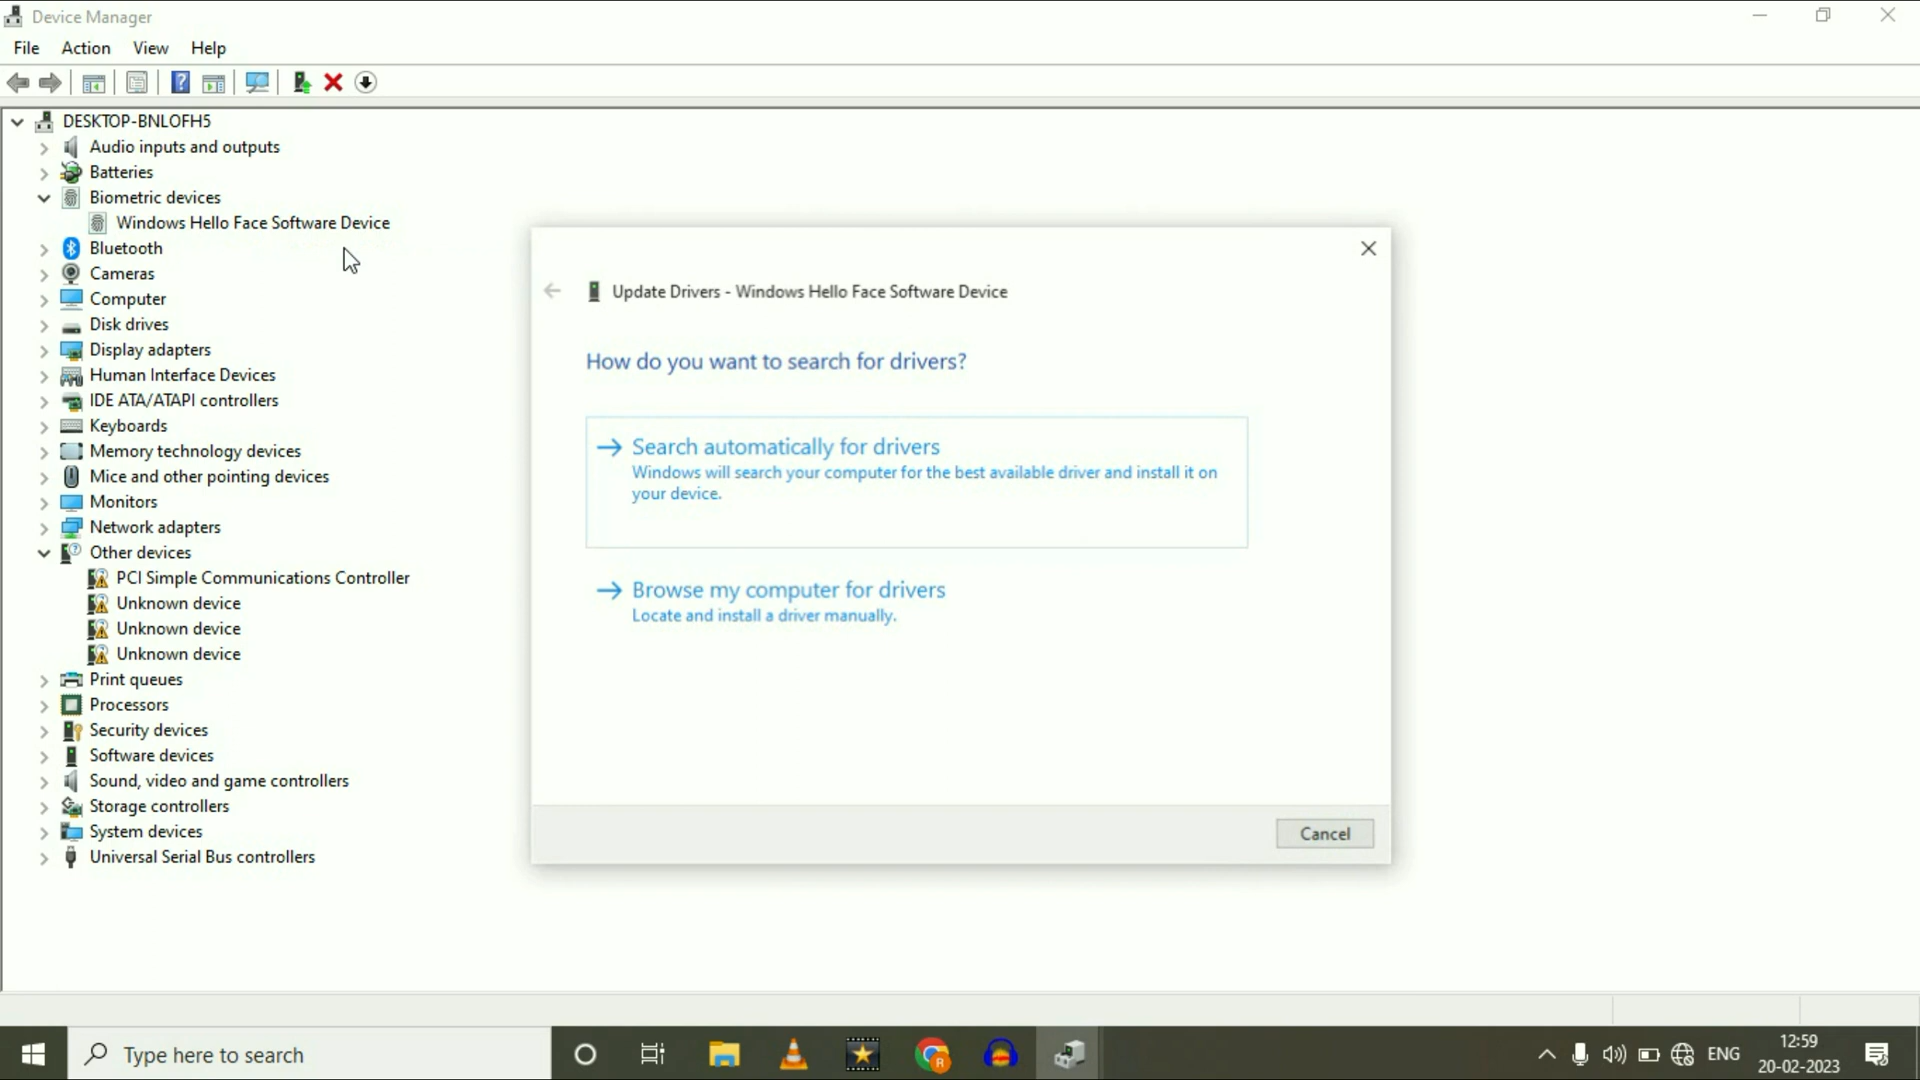 Device Manager
File Action View Help
DESKTOP-BNLOFH5
Audio inputs and outputs
Batteries
Biometric devices
Windows Hello Face Software Device
Bluetooth
Cameras
Computer
Disk drives
Display adapters
Human Interface Devices
IDE ATA/ATAPI controllers
Keyboards
Memory technology devices
Mice and other pointing devices
Monitors
Network adapters
Other devices
PCI Simple Communications Controller
Unknown device
Unknown device
Unknown device
Print queues
Processors
Security devices
Software devices
Sound, video and game controllers
Storage controllers
System devices
Universal Serial Bus controllers
Update Drivers - Windows Hello Face Software Device
How do you want to search for drivers?
Search automatically for drivers
Windows will search your computer for the best available driver and install it on
your device.
Browse my computer for drivers
Locate and install a driver manually.
Cancel
Type here to search
R
ENG
12:59
20-02-2023